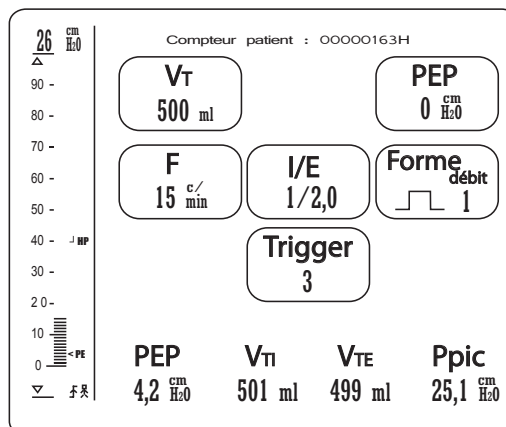 26 cm H2O
Compteur patient : 00000163H
VT
500 ml
PEP
0 cm H2O
F
15 c/min
I/E
1/2,0
Forme débit
1
Trigger
3
90 -
80 -
70 -
60 -
50 -
40 - HP
30 -
20 -
10 -
< PE
0
PEP
4,2 cm H2O
VTI
501 ml
VTE
499 ml
Ppic
25,1 cm H2O